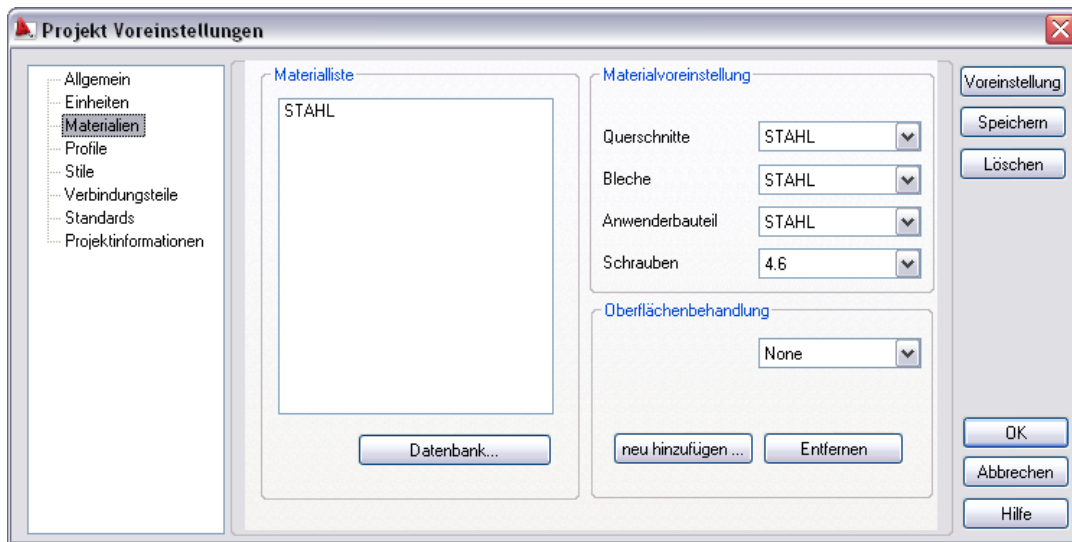 Projekt Voreinstellungen
Allgemein
Einheiten
Materialien
Profile
Stile
Verbindungsteile
Standards
Projektinformationen
Materialliste
STAHL
Datenbank...
Materialvoreinstellung
Querschnitte STAHL
Bleche STAHL
Anwenderbauteil STAHL
Schrauben 4.6
Oberflächenbehandlung
None
neu hinzufügen ... Entfernen
Voreinstellung
Speichern
Löschen
OK
Abbrechen
Hilfe